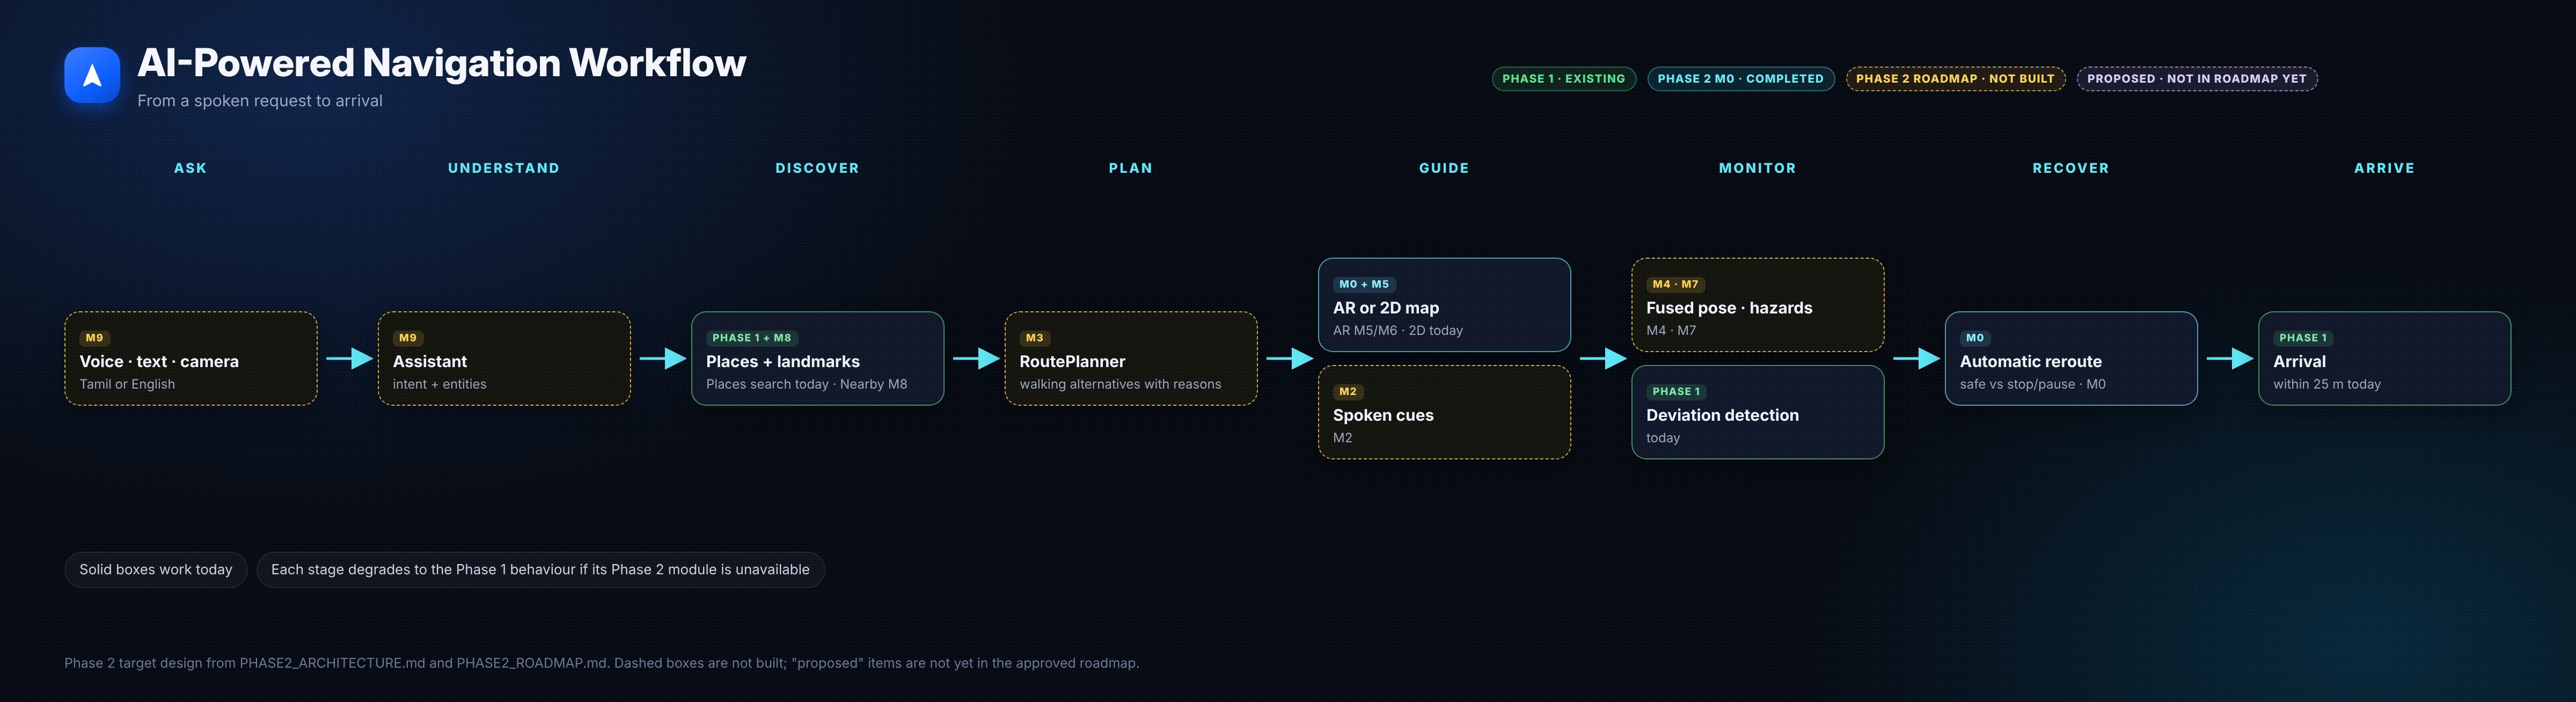 AI-Powered Navigation Workflow
From a spoken request to arrival
PHASE 1 · EXISTING
PHASE 2 M0 · COMPLETED
PHASE 2 ROADMAP · NOT BUILT
PROPOSED · NOT IN ROADMAP YET
ASK
UNDERSTAND
DISCOVER
PLAN
GUIDE
MONITOR
RECOVER
ARRIVE
M9
Voice · text · camera
Tamil or English
M9
Assistant
intent + entities
PHASE 1 + M8
Places + landmarks
Places search today · Nearby M8
M3
RoutePlanner
walking alternatives with reasons
M0 + M5
AR or 2D map
AR M5/M6 · 2D today
M2
Spoken cues
M2
M4 · M7
Fused pose · hazards
M4 · M7
PHASE 1
Deviation detection
today
M0
Automatic reroute
safe vs stop/pause · M0
PHASE 1
Arrival
within 25 m today
Solid boxes work today
Each stage degrades to the Phase 1 behaviour if its Phase 2 module is unavailable
Phase 2 target design from PHASE2_ARCHITECTURE.md and PHASE2_ROADMAP.md. Dashed boxes are not built; "proposed" items are not yet in the approved roadmap.